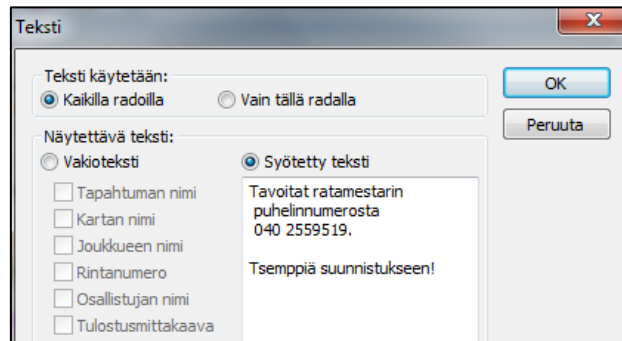 Teksti
Teksti käytetään:
Kaikilla radoilla Vain tällä radalla
OK
Peruuta
Näytettävä teksti:
Vakioteksti Syötetty teksti
Tapahtuman nimi
Kartan nimi
Joukkueen nimi
Rintanumero
Osallistujan nimi
Tulostusmittakaava
Tavoitat ratamestarin
puhelinnumerosta
040 2559519.
Tsemppiä suunnistukseen!